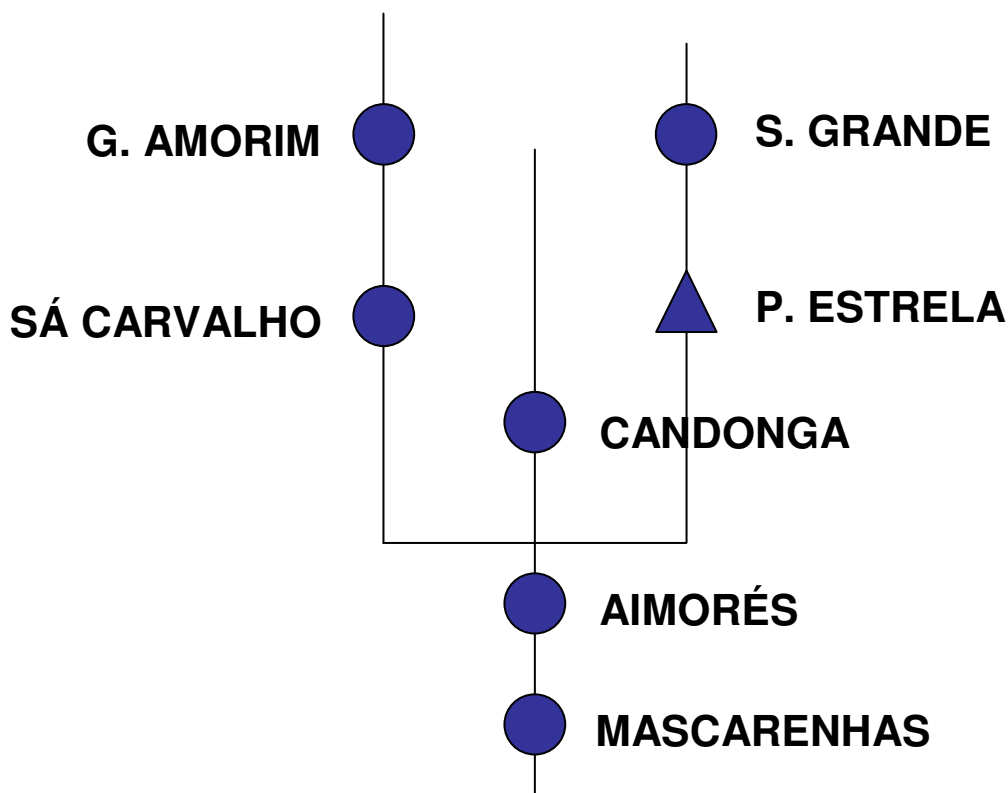 G. AMORIM
S. GRANDE
SÁ CARVALHO
P. ESTRELA
CANDONGA
AIMORÉS
MASCARENHAS